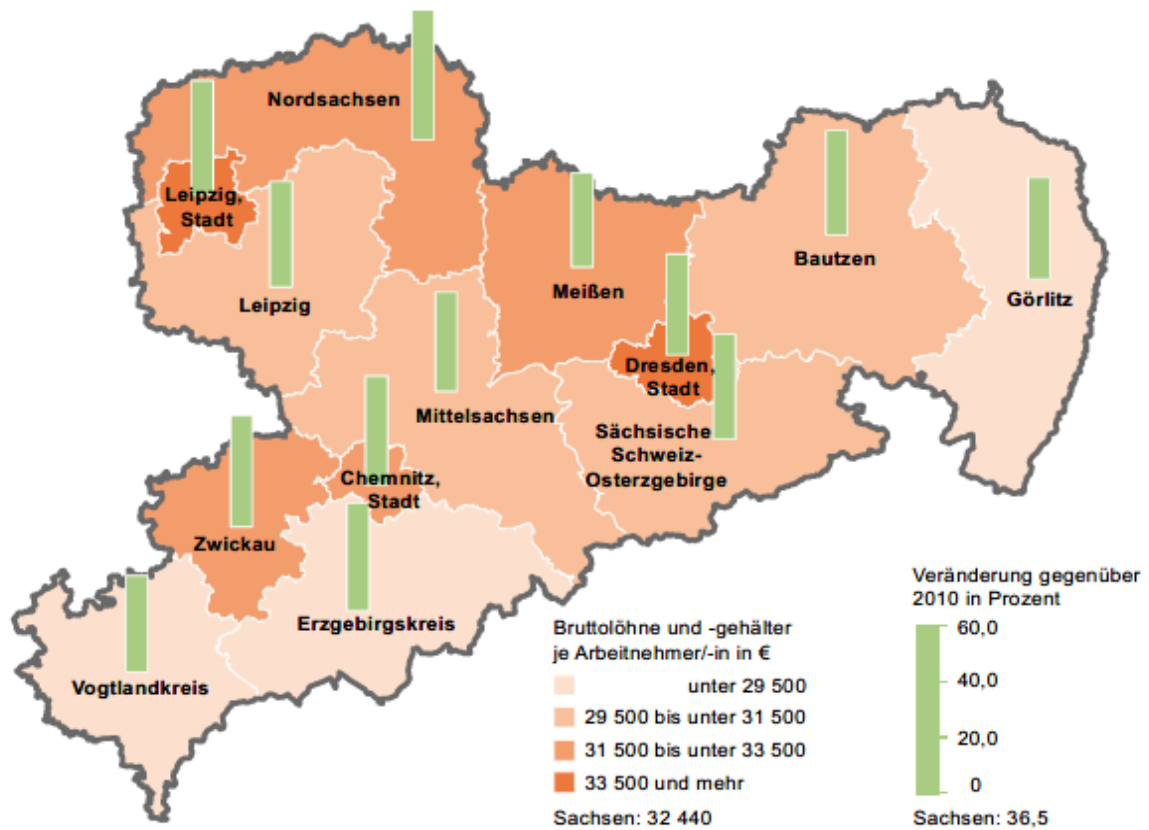 Nordsachsen
Leipzig,
Stadt
Leipzig
Meißen
Bautzen
Görlitz
Dresden,
Stadt
Mittelsachsen
Sächsische
Schweiz-
Osterzgebirge
Chemnitz,
Stadt
Zwickau
Erzgebirgskreis
Vogtlandkreis
Bruttolöhne und -gehälter
je Arbeitnehmer/-in in €
unter 29 500
29 500 bis unter 31 500
31 500 bis unter 33 500
33 500 und mehr
Sachsen: 32 440
Veränderung gegenüber
2010 in Prozent
60,0
40,0
20,0
0
Sachsen: 36,5